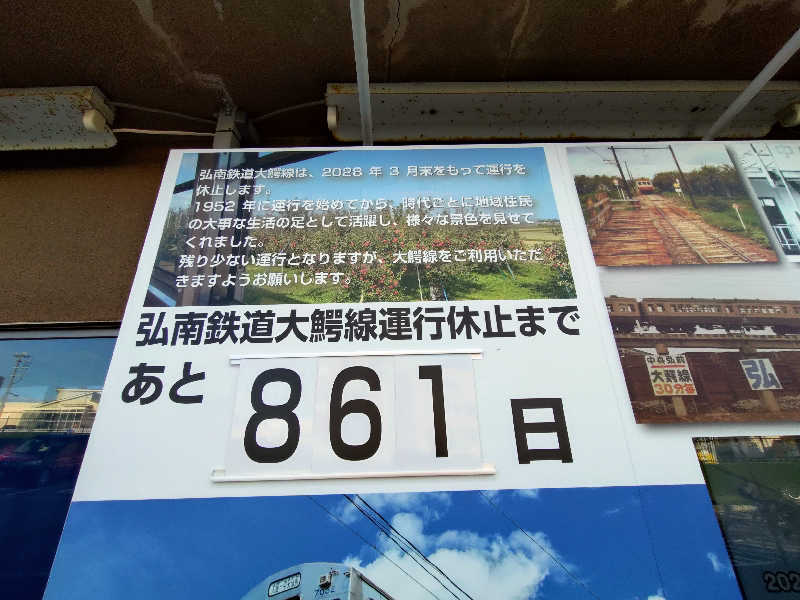 弘南鉄道大鰐線は、2028 年 3 月末をもって運行を
休止します。
1952 年に運行を始めてから、時代ごとに地域住民
の大事な生活の足として活躍し、様々な景色を見せて
くれました。
残り少ない運行となりますが、大鰐線をご利用いただ
きますようお願いします。
弘南鉄道大鰐線運行休止まで
あと 861 日
中央弘前
大鰐線
30分毎
弘